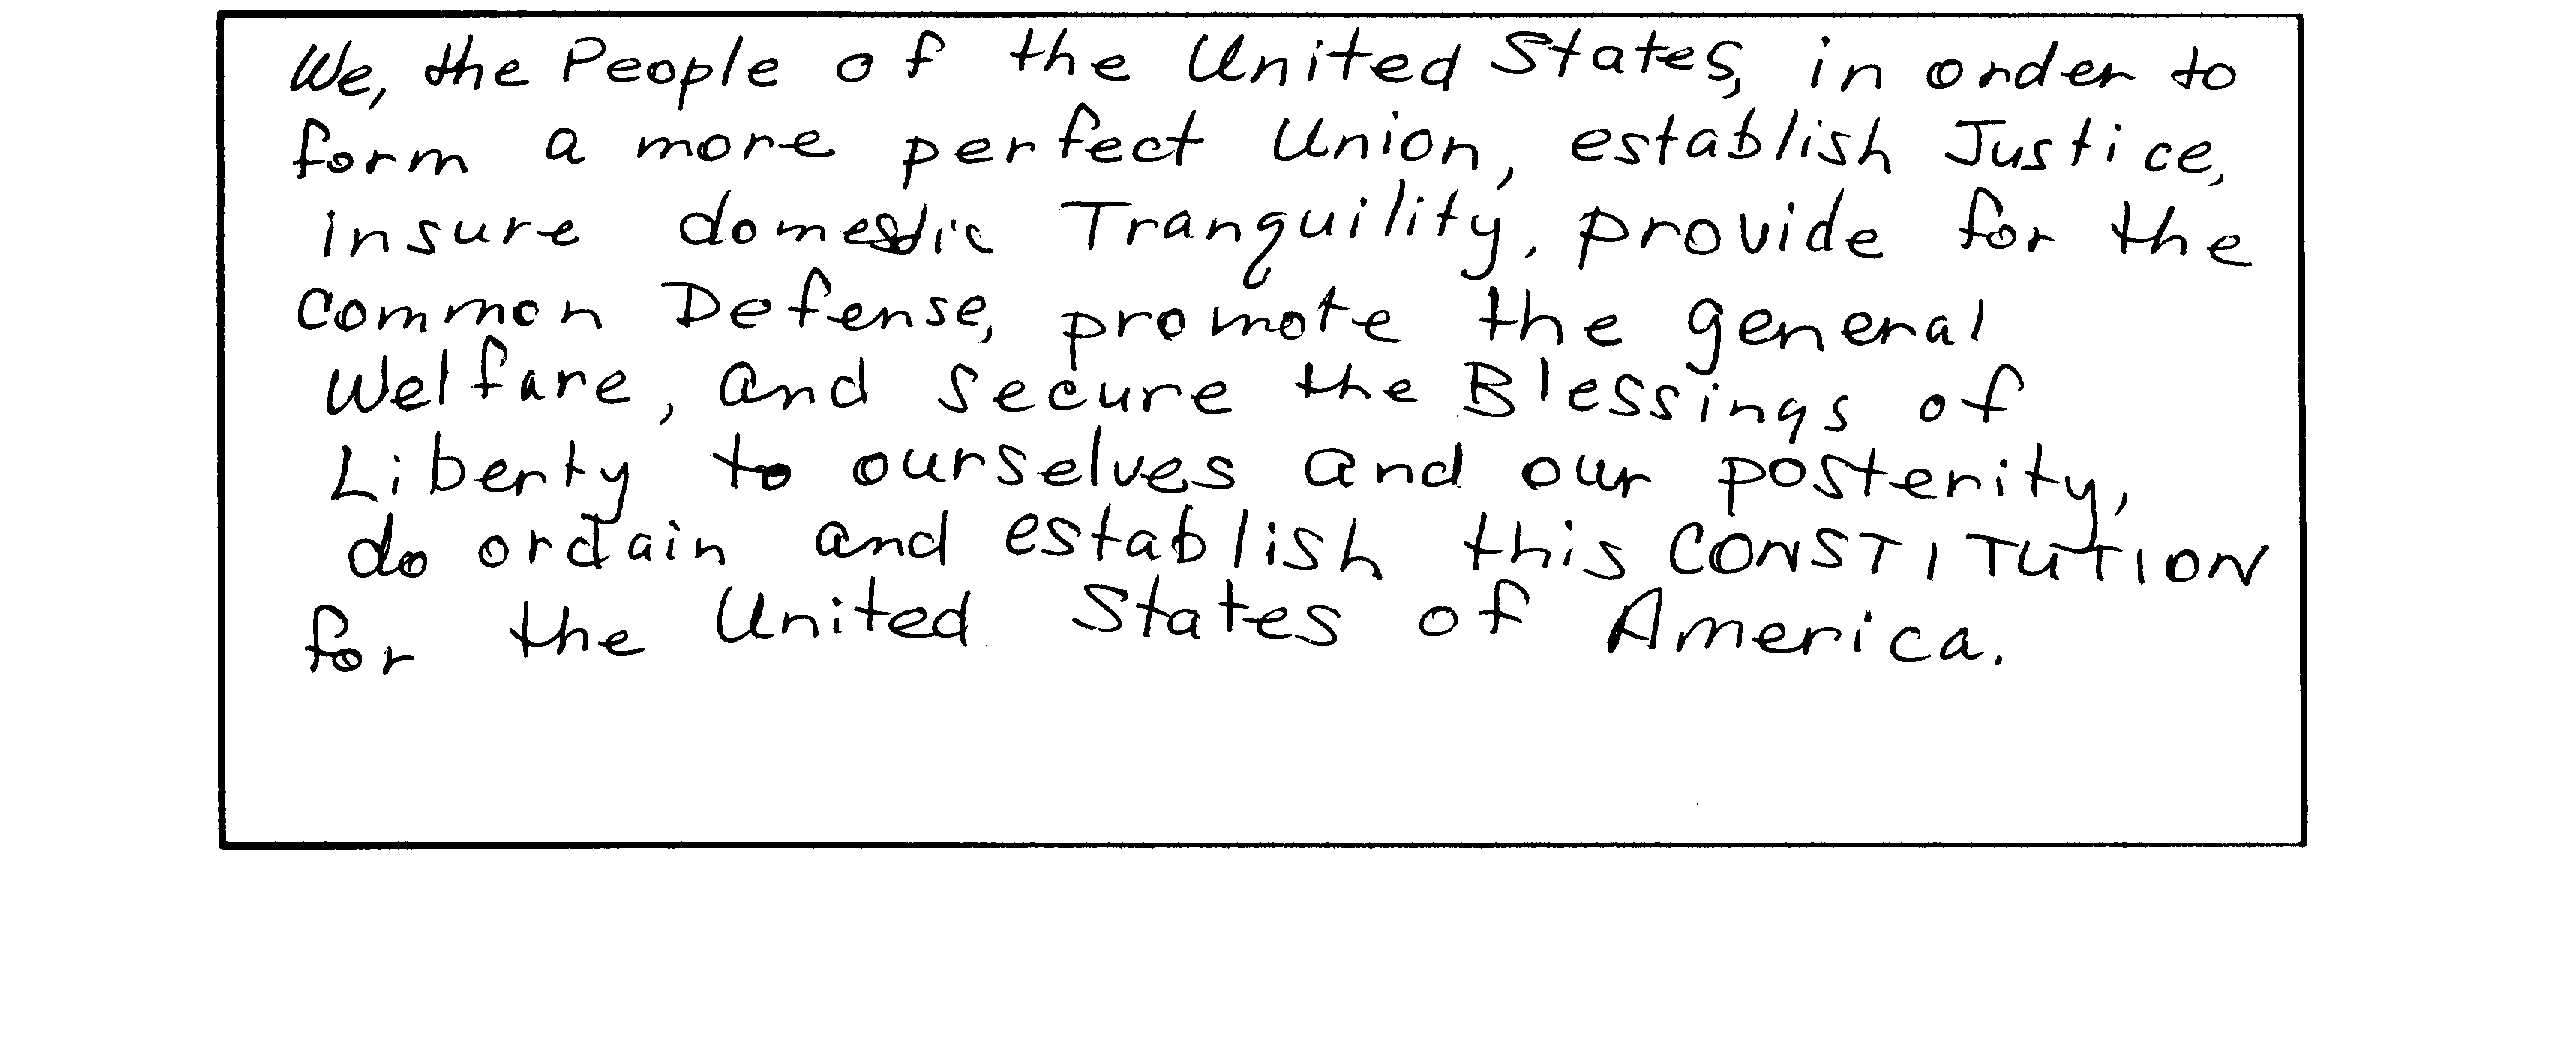 We, the People of the United States, in order to
form a more perfect Union, establish Justice,
insure domestic Tranquility, provide for the
common Defense, promote the general
Welfare, and secure the Blessings of
Liberty to ourselves and our posterity,
do ordain and establish this CONSTITUTION
for the United States of America.